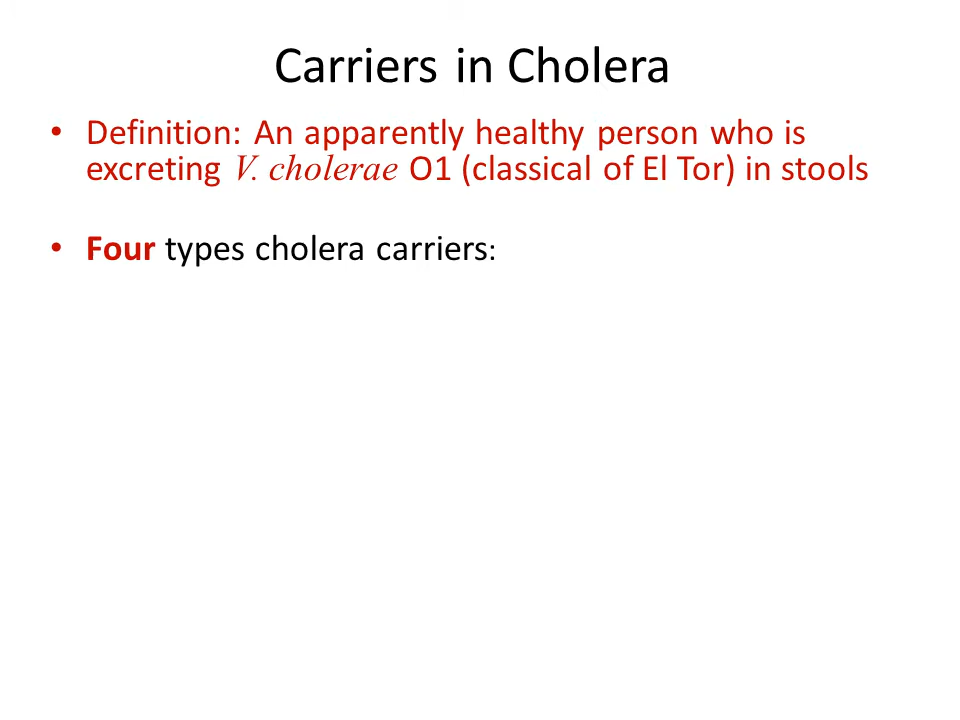 Carriers in Cholera
• Definition: An apparently healthy person who is
excreting V. cholerae O1 (classical of El Tor) in stools
• Four types cholera carriers: